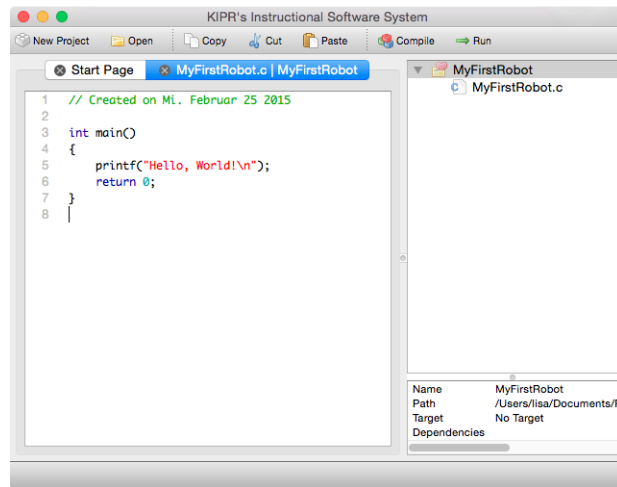 KIPR's Instructional Software System
New Project Open Copy Cut Paste Compile Run
Start Page MyFirstRobot.c | MyFirstRobot
1 // Created on Mi. Februar 25 2015
2
3 int main()
4 {
5 printf("Hello, World!\n");
6 return 0;
7 }
8
MyFirstRobot
MyFirstRobot.c
Name MyFirstRobot
Path /Users/lisa/Documents/
Target No Target
Dependencies